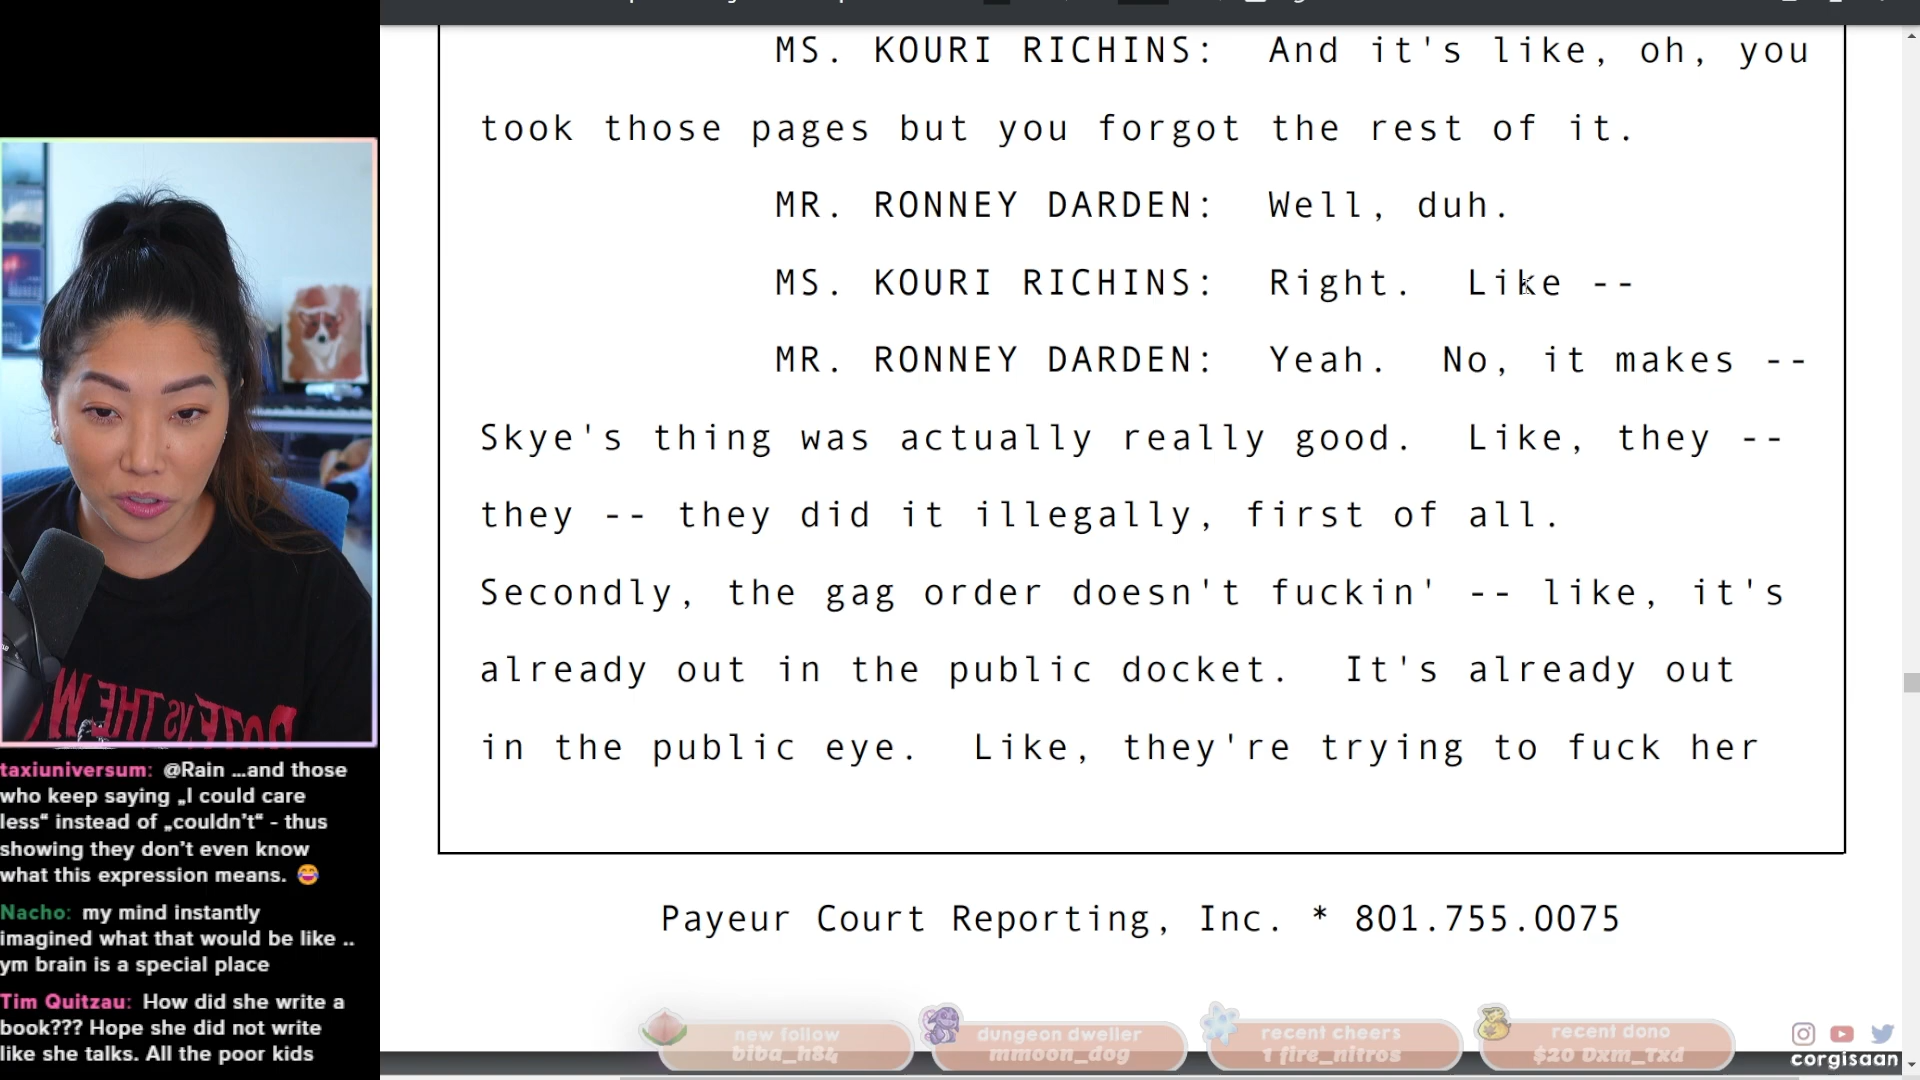 MS. KOURI RICHINS: And it's like, oh, you
took those pages but you forgot the rest of it.
MR. RONNEY DARDEN: Well, duh.
MS. KOURI RICHINS: Right. Like --
MR. RONNEY DARDEN: Yeah. No, it makes --
Skye's thing was actually really good. Like, they --
they -- they did it illegally, first of all.
Secondly, the gag order doesn't fuckin' -- like, it's
already out in the public docket. It's already out
in the public eye. Like, they're trying to fuck her
Payeur Court Reporting, Inc. * 801.755.0075
taxiuniversum: @Rain ...and those
who keep saying „I could care
less“ instead of „couldn't“ - thus
showing they don't even know
what this expression means. 😂
Nacho: my mind instantly
imagined what that would be like ..
ym brain is a special place
Tim Quitzau: How did she write a
book??? Hope she did not write
like she talks. All the poor kids
new follow
biba_h84
dungeon dweller
mmoon_dog
recent cheers
1 fire_nitros
recent dono
$20 Dxm_Txd
corgisaan